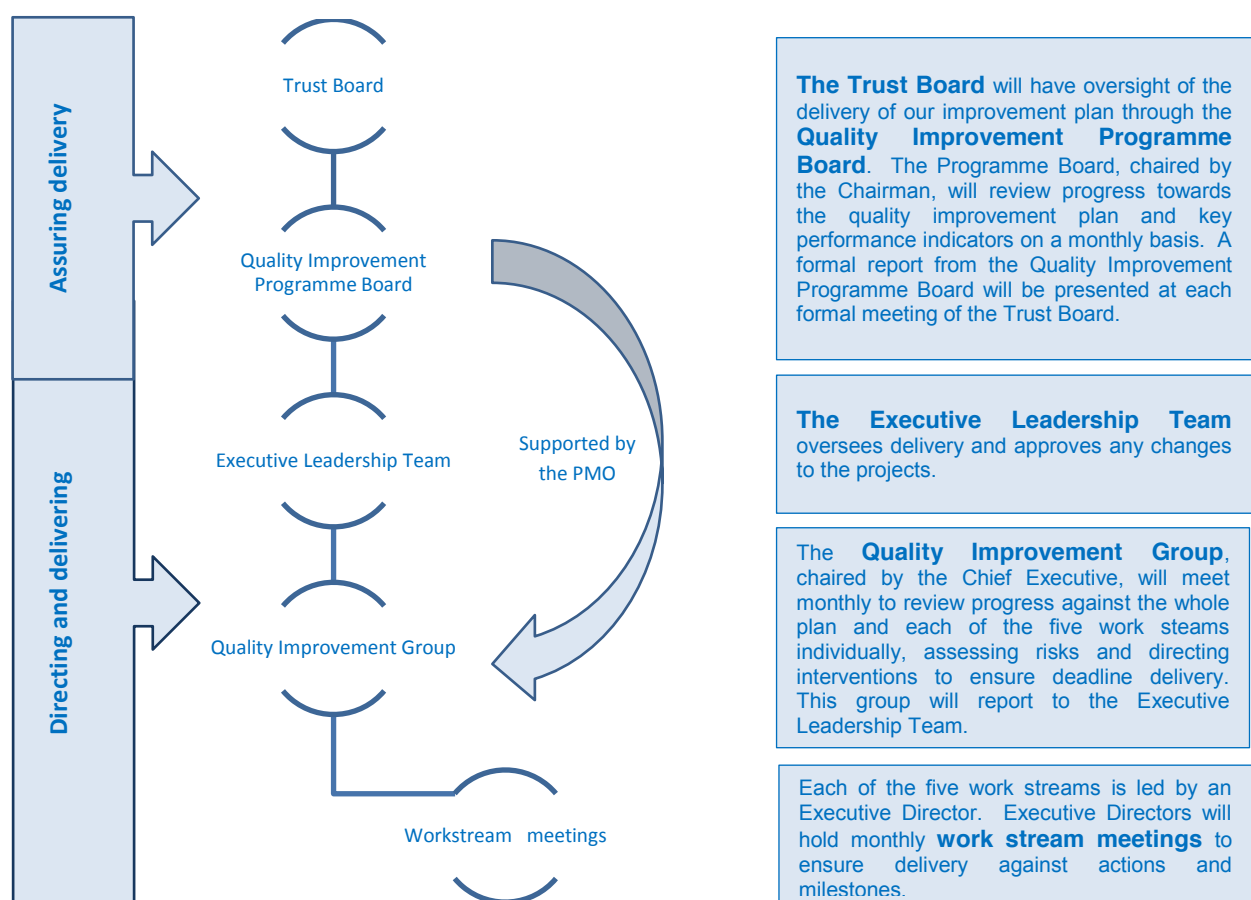 Assuring delivery
Directing and delivering
Trust Board
Quality Improvement
Programme Board
Executive Leadership Team
Quality Improvement Group
Workstream meetings
Supported by
the PMO
The Trust Board will have oversight of the
delivery of our improvement plan through the
Quality Improvement Programme
Board. The Programme Board, chaired by
the Chairman, will review progress towards
the quality improvement plan and key
performance indicators on a monthly basis. A
formal report from the Quality Improvement
Programme Board will be presented at each
formal meeting of the Trust Board.
The Executive Leadership Team
oversees delivery and approves any changes
to the projects.
The Quality Improvement Group,
chaired by the Chief Executive, will meet
monthly to review progress against the whole
plan and each of the five work steams
individually, assessing risks and directing
interventions to ensure deadline delivery.
This group will report to the Executive
Leadership Team.
Each of the five work streams is led by an
Executive Director. Executive Directors will
hold monthly work stream meetings to
ensure delivery against actions and
milestones.